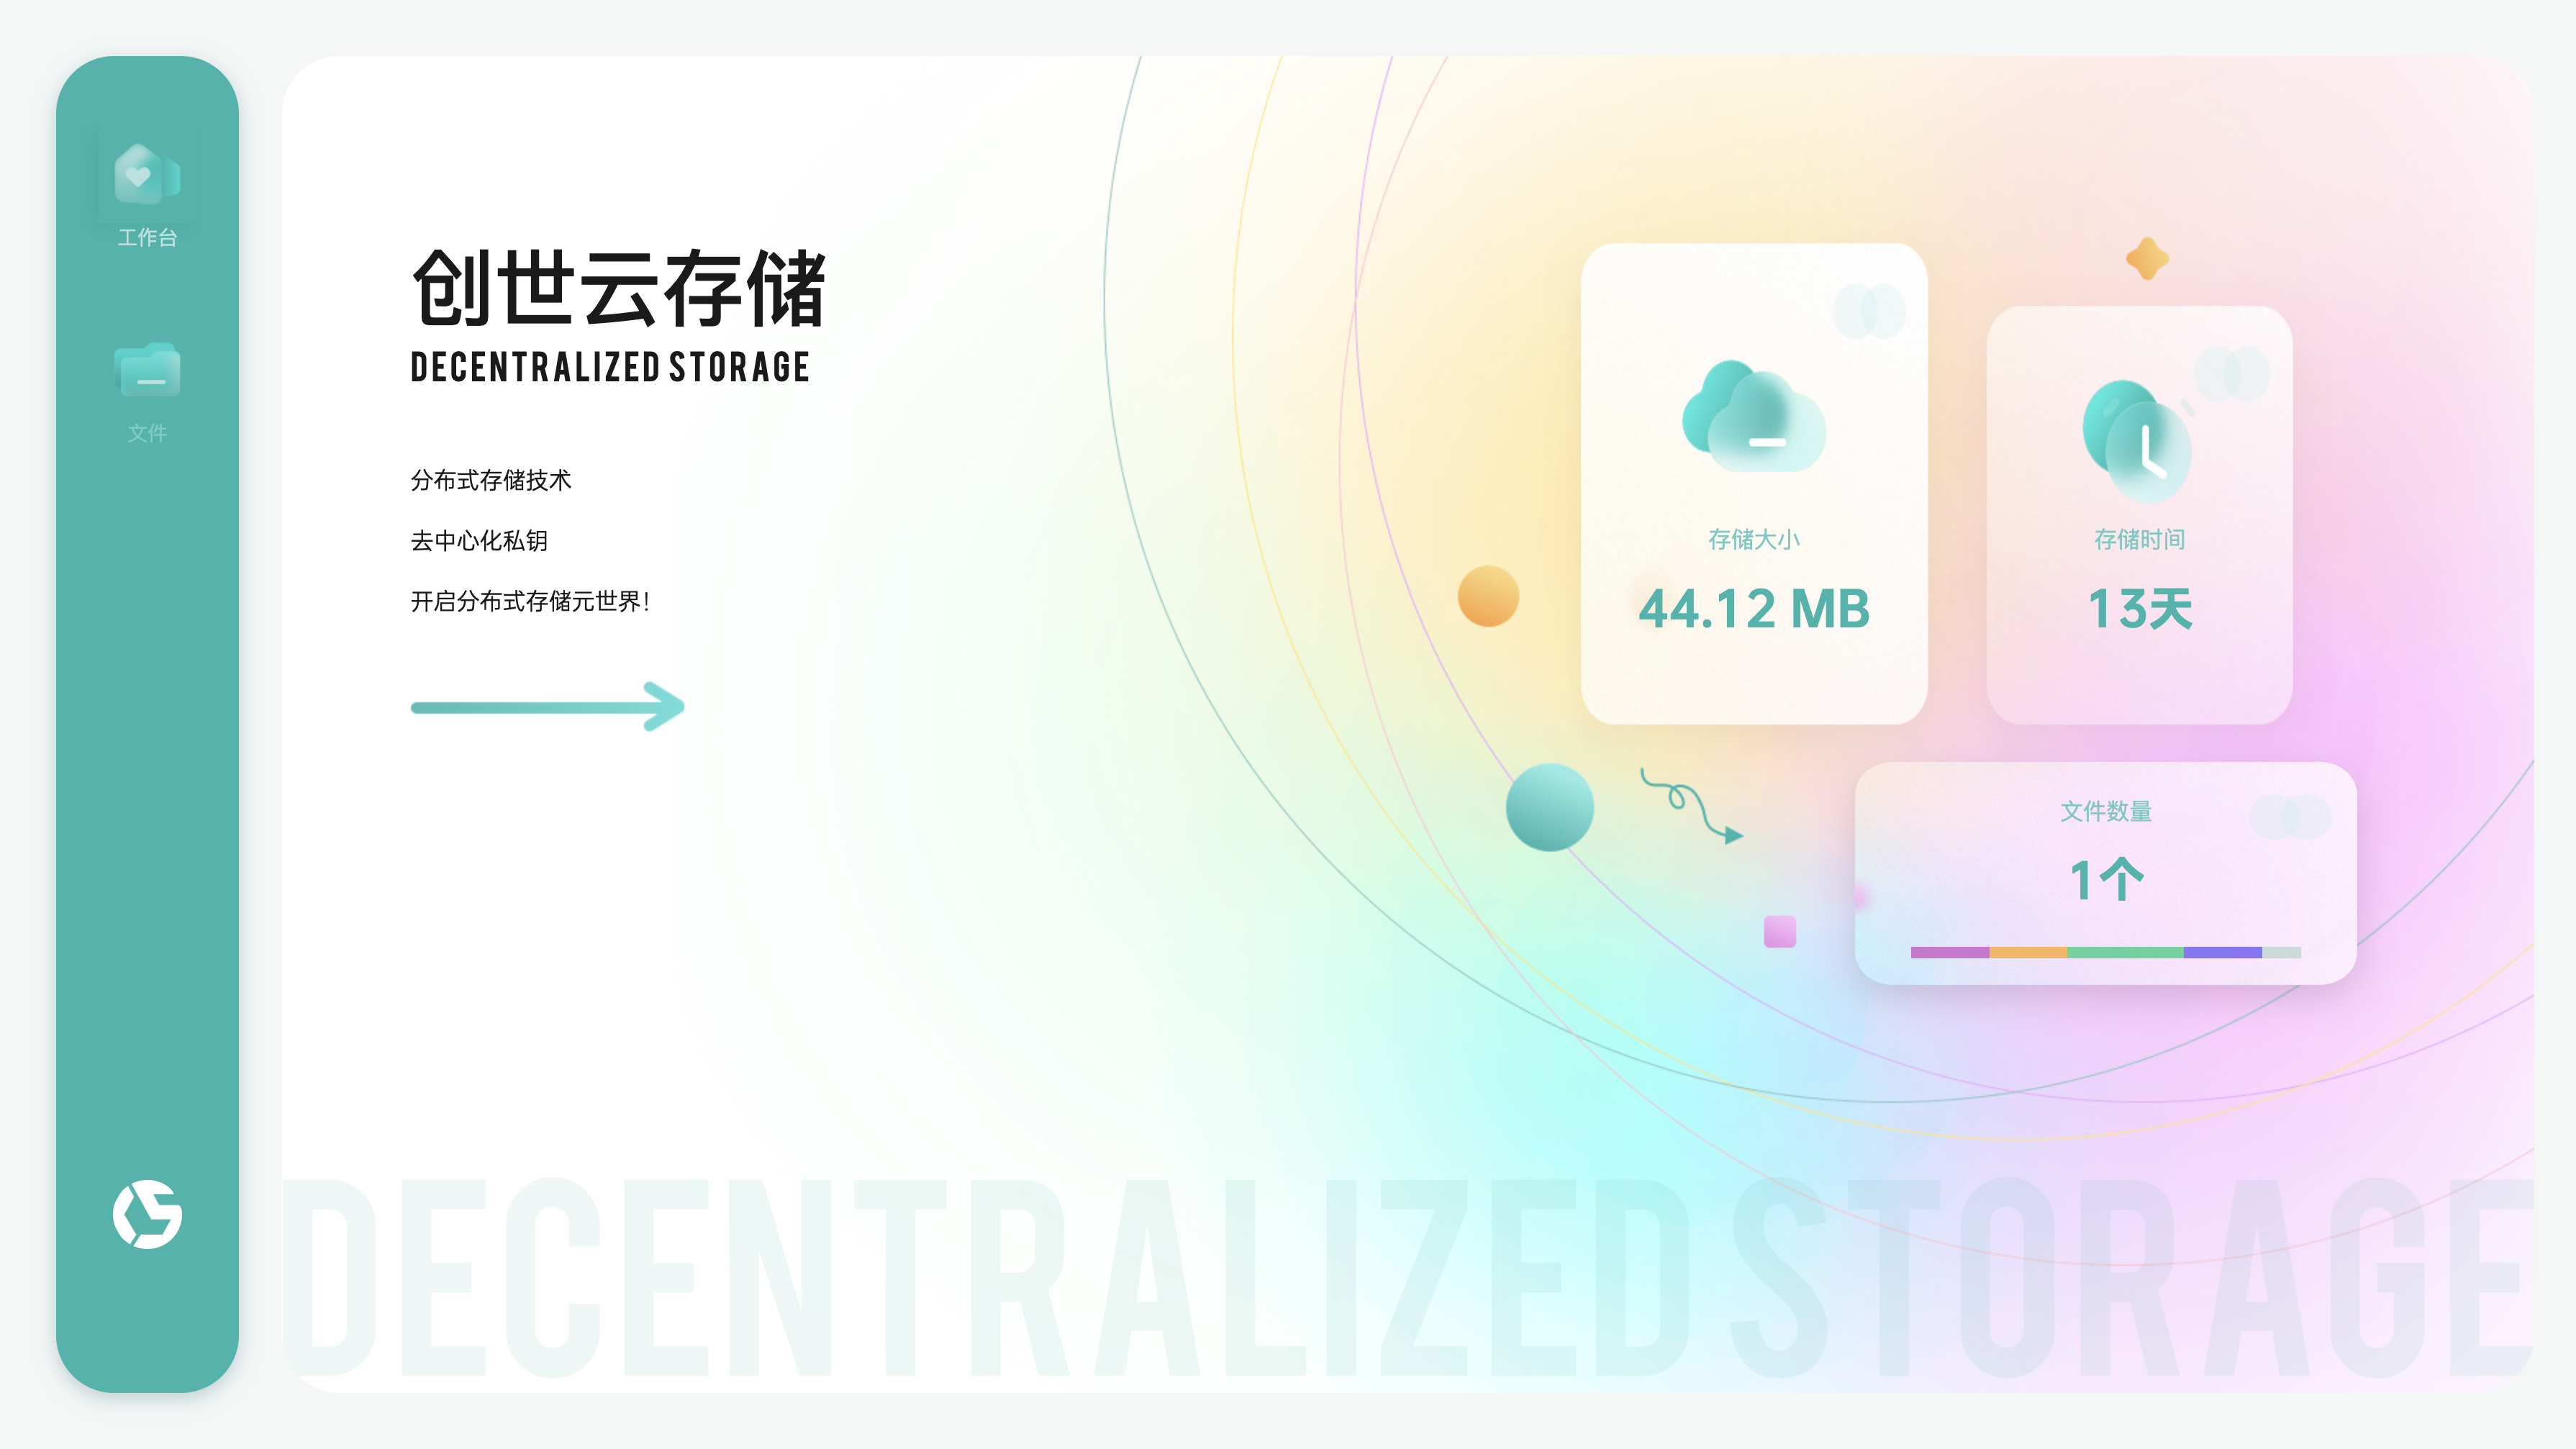 工作台
文件
创世云存储
DECENTRALIZED STORAGE
分布式存储技术
去中心化私钥
开启分布式存储元世界！
存储大小
44.12 MB
存储时间
13天
文件数量
1个
DECENTRALIZED STORAGE